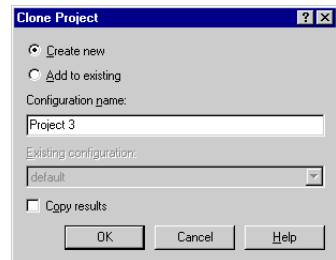 Clone Project
Create new
Add to existing
Configuration name:
Project 3
Existing configuration:
default
Copy results
OK Cancel Help